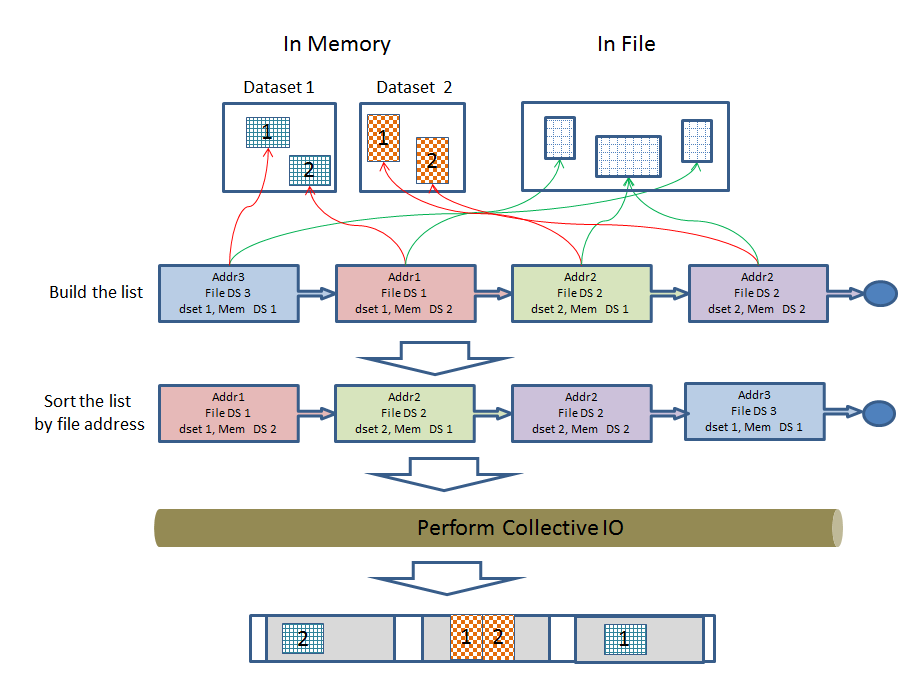 In Memory
In File
Dataset 1
Dataset 2
1
2
1
2
Build the list
Addr3
File DS 3
dset 1, Mem DS 1
Addr1
File DS 1
dset 1, Mem DS 2
Addr2
File DS 2
dset 2, Mem DS 1
Addr2
File DS 2
dset 2, Mem DS 2
Sort the list
by file address
Addr1
File DS 1
dset 1, Mem DS 2
Addr2
File DS 2
dset 2, Mem DS 1
Addr2
File DS 2
dset 2, Mem DS 2
Addr3
File DS 3
dset 1, Mem DS 1
Perform Collective IO
2
1
2
1